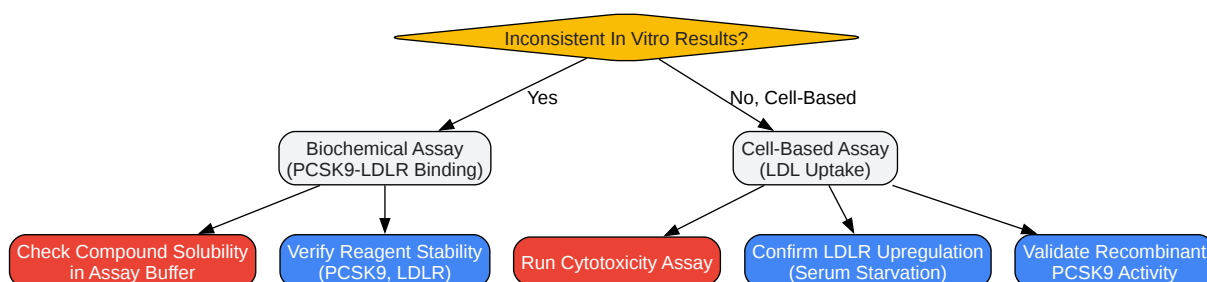 Inconsistent In Vitro Results?
Yes
No, Cell-Based
Biochemical Assay
(PCSK9-LDLR Binding)
Cell-Based Assay
(LDL Uptake)
Check Compound Solubility
in Assay Buffer
Verify Reagent Stability
(PCSK9, LDLR)
Run Cytotoxicity Assay
Confirm LDLR Upregulation
(Serum Starvation)
Validate Recombinant
PCSK9 Activity